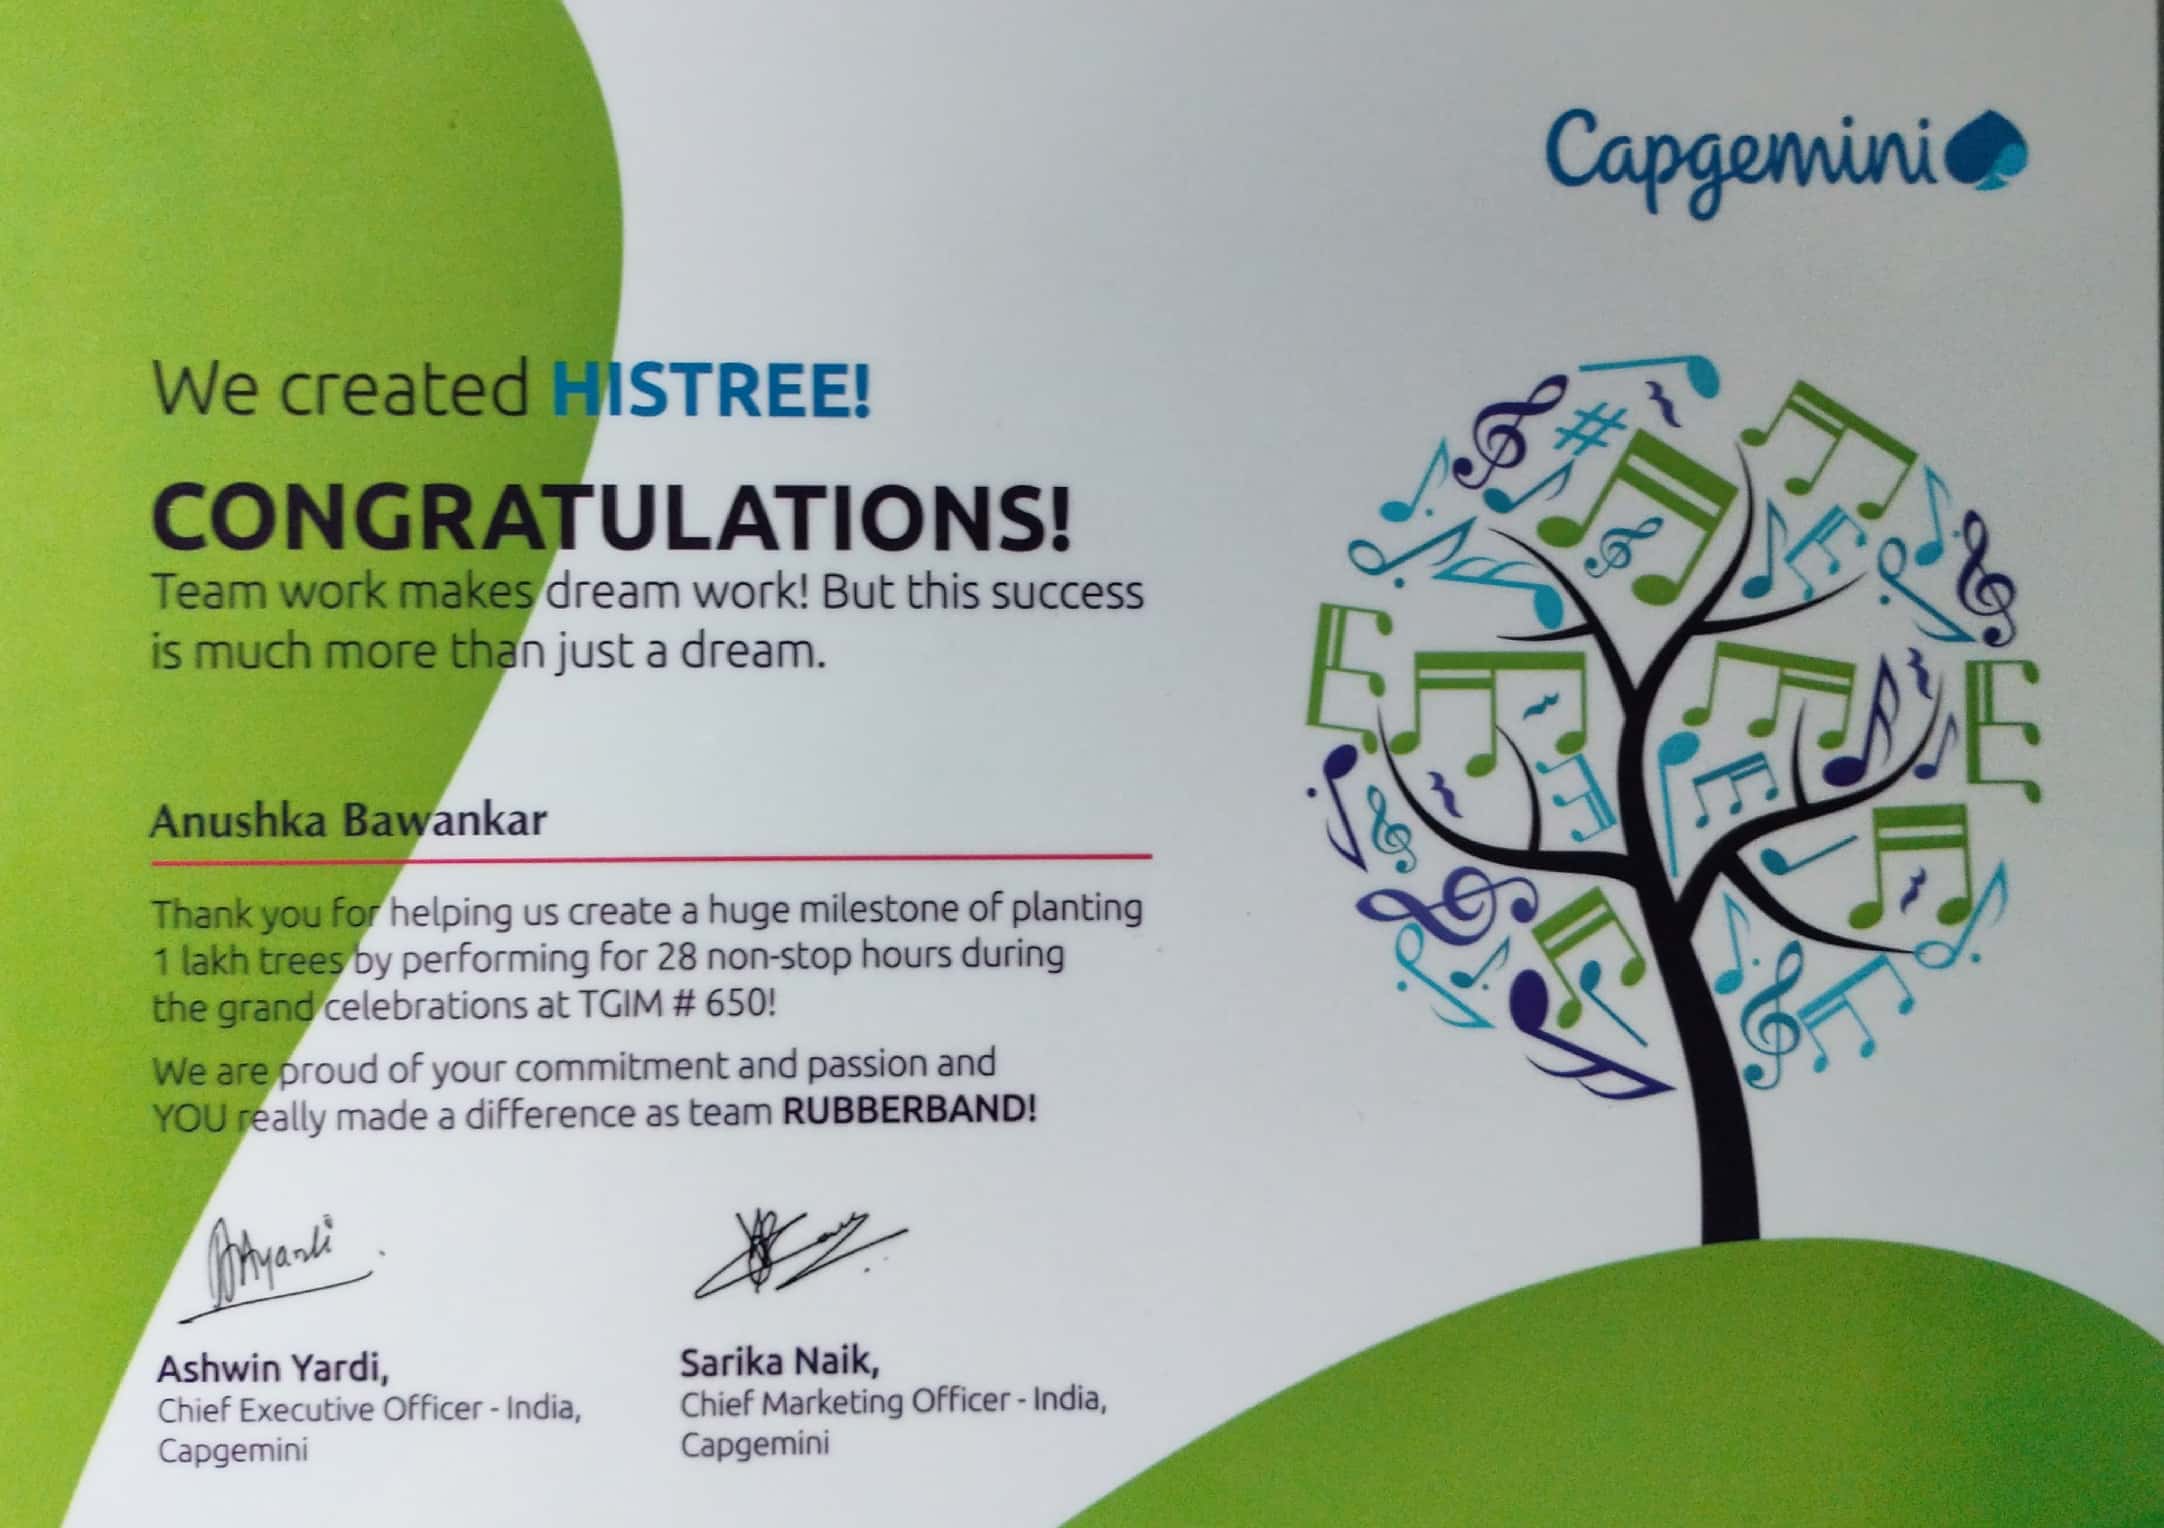 Capgemini
We created HISTREE!
CONGRATULATIONS!
Team work makes dream work! But this success
is much more than just a dream.
Anushka Bawankar
Thank you for helping us create a huge milestone of planting
1 lakh trees by performing for 28 non-stop hours during
the grand celebrations at TGIM # 650!
We are proud of your commitment and passion and
YOU really made a difference as team RUBBERBAND!
Ashwin Yardi,
Chief Executive Officer - India,
Capgemini
Sarika Naik,
Chief Marketing Officer - India,
Capgemini